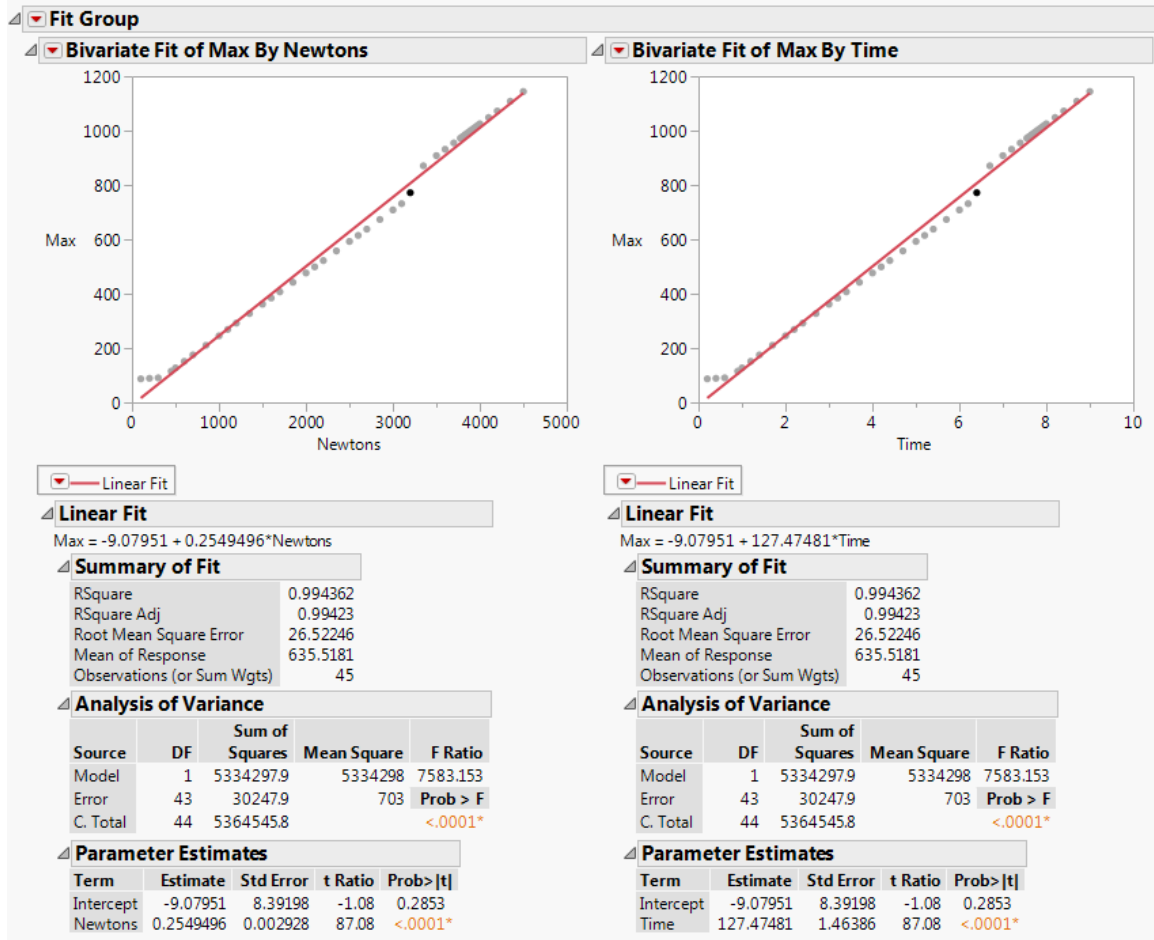 Fit Group
Bivariate Fit of Max By Newtons
1200
1000
800
600
400
200
0
Max
0 1000 2000 3000 4000 5000
Newtons
Linear Fit
Linear Fit
Max = -9.07951 + 0.2549496*Newtons
Summary of Fit
RSquare 0.994362
RSquare Adj 0.99423
Root Mean Square Error 26.52246
Mean of Response 635.5181
Observations (or Sum Wgts) 45
Analysis of Variance
Sum of
Source DF Squares Mean Square F Ratio
Model 1 5334297.9 5334298 7583.153
Error 43 30247.9 703 Prob > F
C. Total 44 5364545.8 <.0001*
Parameter Estimates
Term Estimate Std Error t Ratio Prob>|t|
Intercept -9.07951 8.39198 -1.08 0.2853
Newtons 0.2549496 0.002928 87.08 <.0001*
Bivariate Fit of Max By Time
1200
1000
800
600
400
200
0
Max
0 2 4 6 8 10
Time
Linear Fit
Linear Fit
Max = -9.07951 + 127.47481*Time
Summary of Fit
RSquare 0.994362
RSquare Adj 0.99423
Root Mean Square Error 26.52246
Mean of Response 635.5181
Observations (or Sum Wgts) 45
Analysis of Variance
Sum of
Source DF Squares Mean Square F Ratio
Model 1 5334297.9 5334298 7583.153
Error 43 30247.9 703 Prob > F
C. Total 44 5364545.8 <.0001*
Parameter Estimates
Term Estimate Std Error t Ratio Prob>|t|
Intercept -9.07951 8.39198 -1.08 0.2853
Time 127.47481 1.46386 87.08 <.0001*